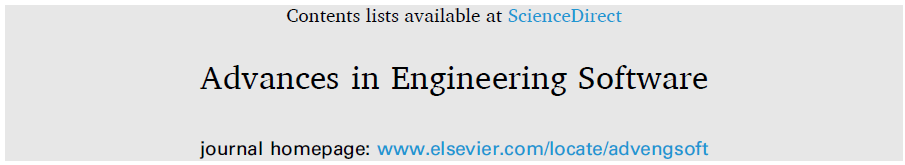 Contents lists available at ScienceDirect
Advances in Engineering Software
journal homepage: www.elsevier.com/locate/advengsoft